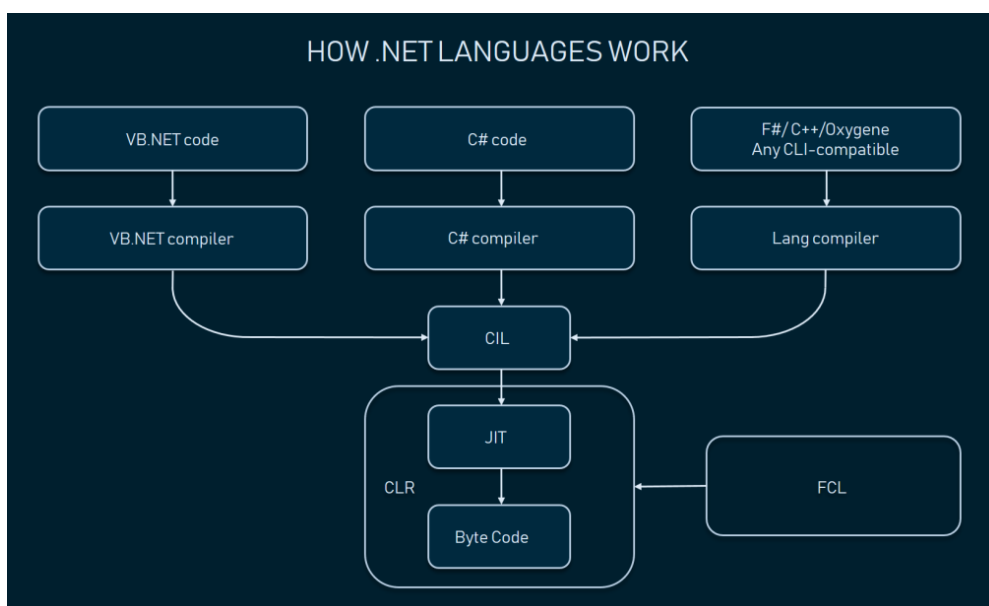 HOW .NET LANGUAGES WORK
VB.NET code
C# code
F#/ C++/Oxygene
Any CLI-compatible
VB.NET compiler
C# compiler
Lang compiler
CIL
JIT
CLR
FCL
Byte Code